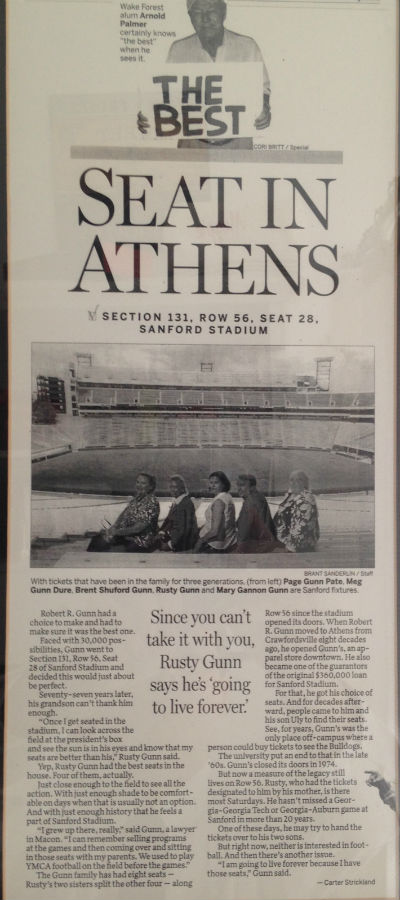 Wake Forest
alum Arnold
Palmer
certainly knows
"the best"
when he
sees it.
THE
BEST
CORI BRITT / Special
SEAT IN
ATHENS
SECTION 131, ROW 56, SEAT 28,
SANFORD STADIUM
BRANT SANDERLIN / Staff
With tickets that have been in the family for three generations, (from left) Page Gunn Pate, Meg
Gunn Dure, Brent Shuford Gunn, Rusty Gunn and Mary Gannon Gunn are Sanford fixtures.
Robert R. Gunn had a
choice to make and had to
make sure it was the best one.
Faced with 30,000 pos-
sibilities, Gunn went to
Section 131, Row 56, Seat
28 of Sanford Stadium and
decided this would just about
be perfect.
Seventy-seven years later,
his grandson can't thank him
enough.
"Once I get seated in the
stadium, I can look across the
field at the president's box
and see the sun is in his eyes and know that my
seats are better than his," Rusty Gunn said.
Yep, Rusty Gunn had the best seats in the
house. Four of them, actually.
Just close enough to the field to see all the
action. With just enough shade to be comfort-
able on days when that is usually not an option.
And with just enough history that he feels a
part of Sanford Stadium.
"I grew up there, really," said Gunn, a lawyer
in Macon. "I can remember selling programs
at the games and then coming over and sitting
in those seats with my parents. We used to play
YMCA football on the field before the games."
The Gunn family has had eight seats —
Rusty's two sisters split the other four — along
Since you can't
take it with you,
Rusty Gunn
says he's 'going
to live forever.'
Row 56 since the stadium
opened its doors. When Robert
R. Gunn moved to Athens from
Crawfordsville eight decades
ago, he opened Gunn's, an ap-
parel store downtown. He also
became one of the guarantors
of the original $360,000 loan
for Sanford Stadium.
For that, he got his choice of
seats. And for decades after-
ward, people came to him and
his son Uly to find their seats.
See, for years, Gunn's was the
only place off-campus where a
person could buy tickets to see the Bulldogs.
The university put an end to that in the late
'60s. Gunn's closed its doors in 1974.
But now a measure of the legacy still
lives on Row 56. Rusty, who had the tickets
designated to him by his mother, is there
most Saturdays. He hasn't missed a Geor-
gia-Georgia Tech or Georgia-Auburn game at
Sanford in more than 20 years.
One of these days, he may try to hand the
tickets over to his two sons.
But right now, neither is interested in foot-
ball. And then there's another issue.
"I am going to live forever because I have
those seats," Gunn said.
— Carter Strickland